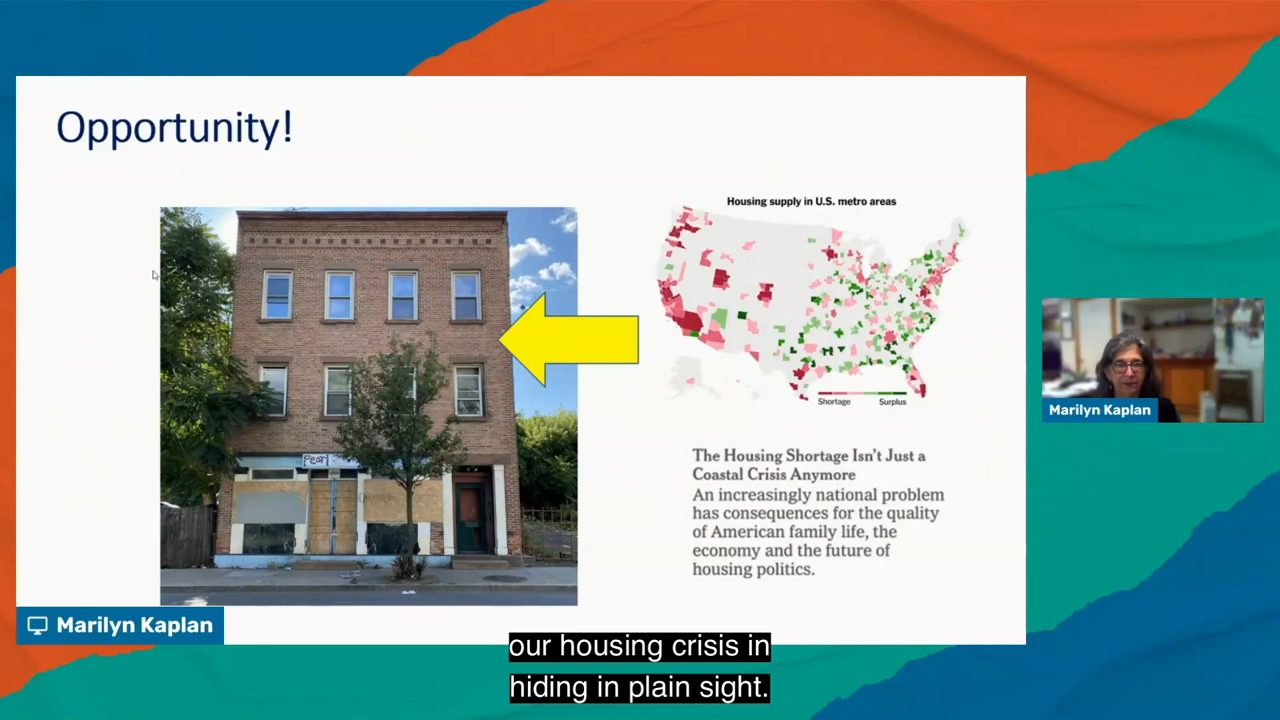 Opportunity!
Housing supply in U.S. metro areas
Shortage Surplus
Pearl
The Housing Shortage Isn't Just a
Coastal Crisis Anymore
An increasingly national problem
has consequences for the quality
of American family life, the
economy and the future of
housing politics.
Marilyn Kaplan
Marilyn Kaplan
our housing crisis in
hiding in plain sight.